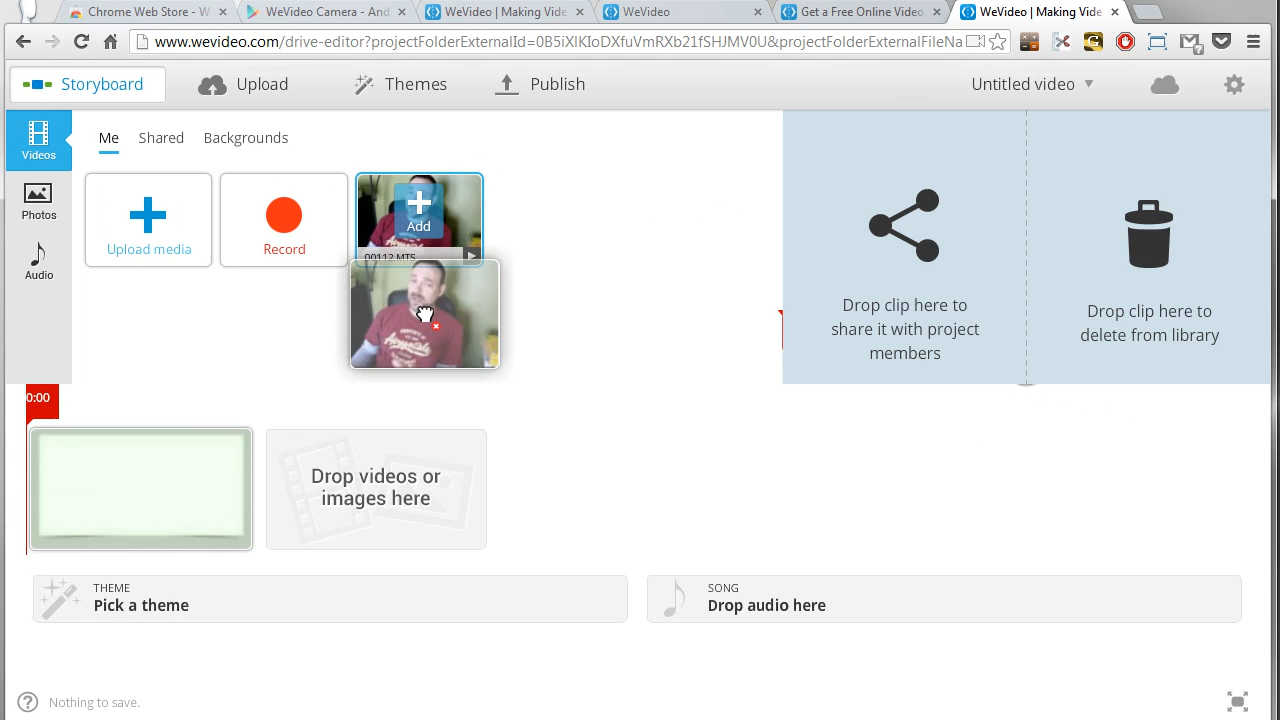 Chrome Web Store - W
WeVideo Camera - And
WeVideo | Making Vide
WeVideo
Get a Free Online Video
WeVideo | Making Vide
www.wevideo.com/drive-editor?projectFolderExternalId=0B5iXlKIoDXfuVmRXb21fSHJMV0U&projectFolderExternalFileNa
Storyboard
Upload
Themes
Publish
Untitled video
Videos
Photos
Audio
Me
Shared
Backgrounds
Upload media
Record
Add
00112.MTS
Drop clip here to
share it with project
members
Drop clip here to
delete from library
0:00
Drop videos or
images here
THEME
Pick a theme
SONG
Drop audio here
Nothing to save.